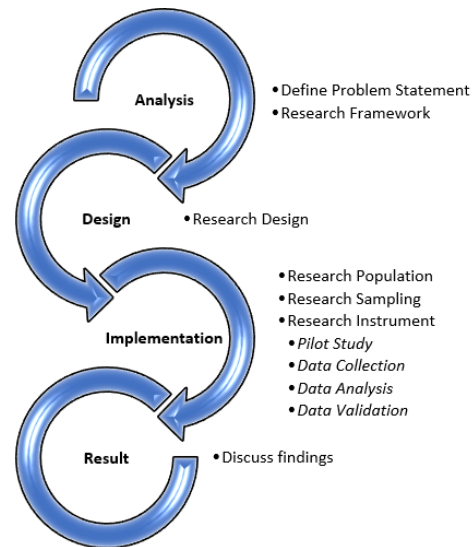 Analysis
•Define Problem Statement
•Research Framework
Design
•Research Design
Implementation
•Research Population
•Research Sampling
•Research Instrument
•Pilot Study
•Data Collection
•Data Analysis
•Data Validation
Result
•Discuss findings